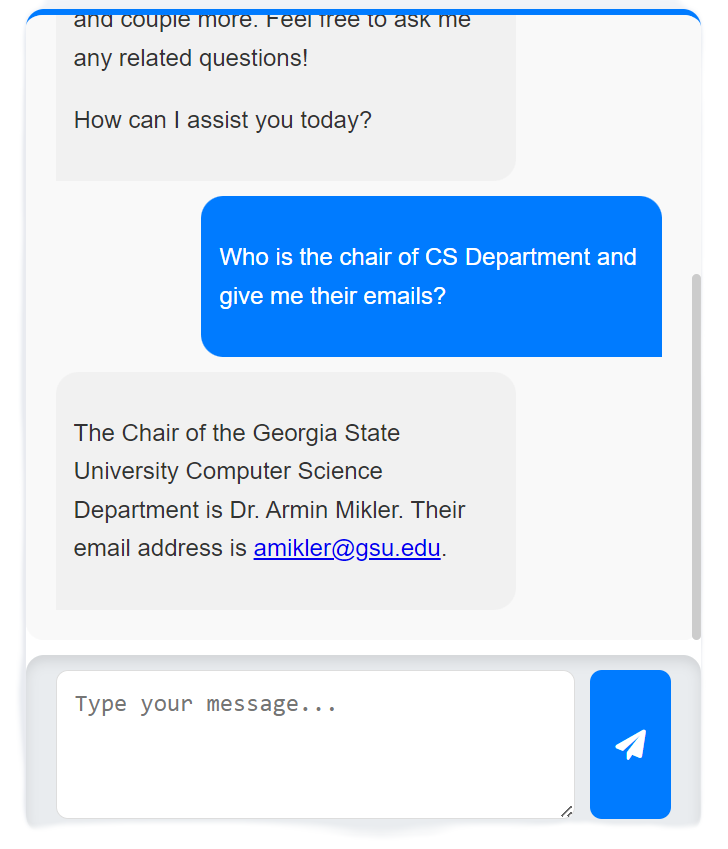 and couple more. Feel free to ask me
any related questions!
How can I assist you today?
Who is the chair of CS Department and
give me their emails?
The Chair of the Georgia State
University Computer Science
Department is Dr. Armin Mikler. Their
email address is amikler@gsu.edu.
Type your message...